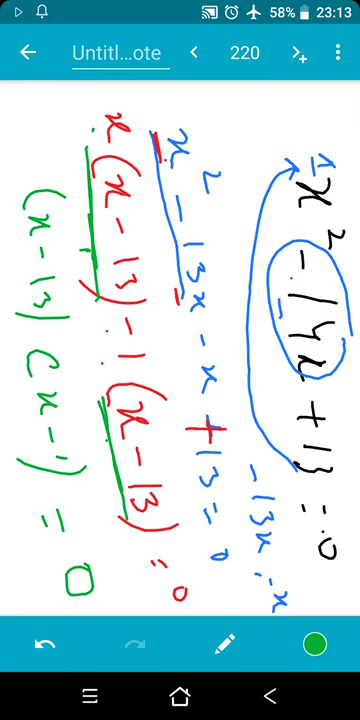 23:13
58%
Untitl...ote
220
x² - 14x + 13 = 0
-13x, -x
x² - 13x - x + 13 = 0
x(x - 13) - 1(x - 13) = 0
(x - 13) (x - 1) = 0